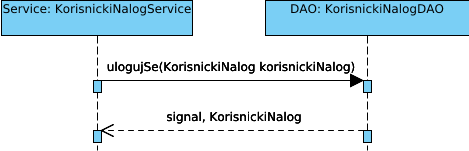 Service: KorisnickiNalogService
DAO: KorisnickiNalogDAO
ulogujSe(KorisnickiNalog korisnickiNalog)
signal, KorisnickiNalog